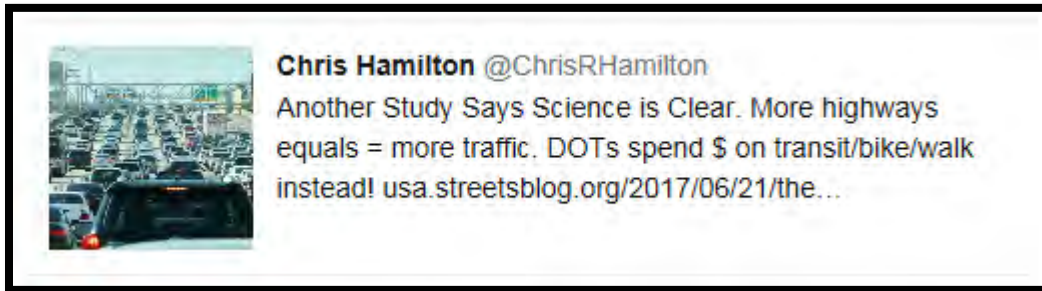 Chris Hamilton @ChrisRHamilton
Another Study Says Science is Clear. More highways
equals = more traffic. DOTs spend $ on transit/bike/walk
instead! usa.streetsblog.org/2017/06/21/the…